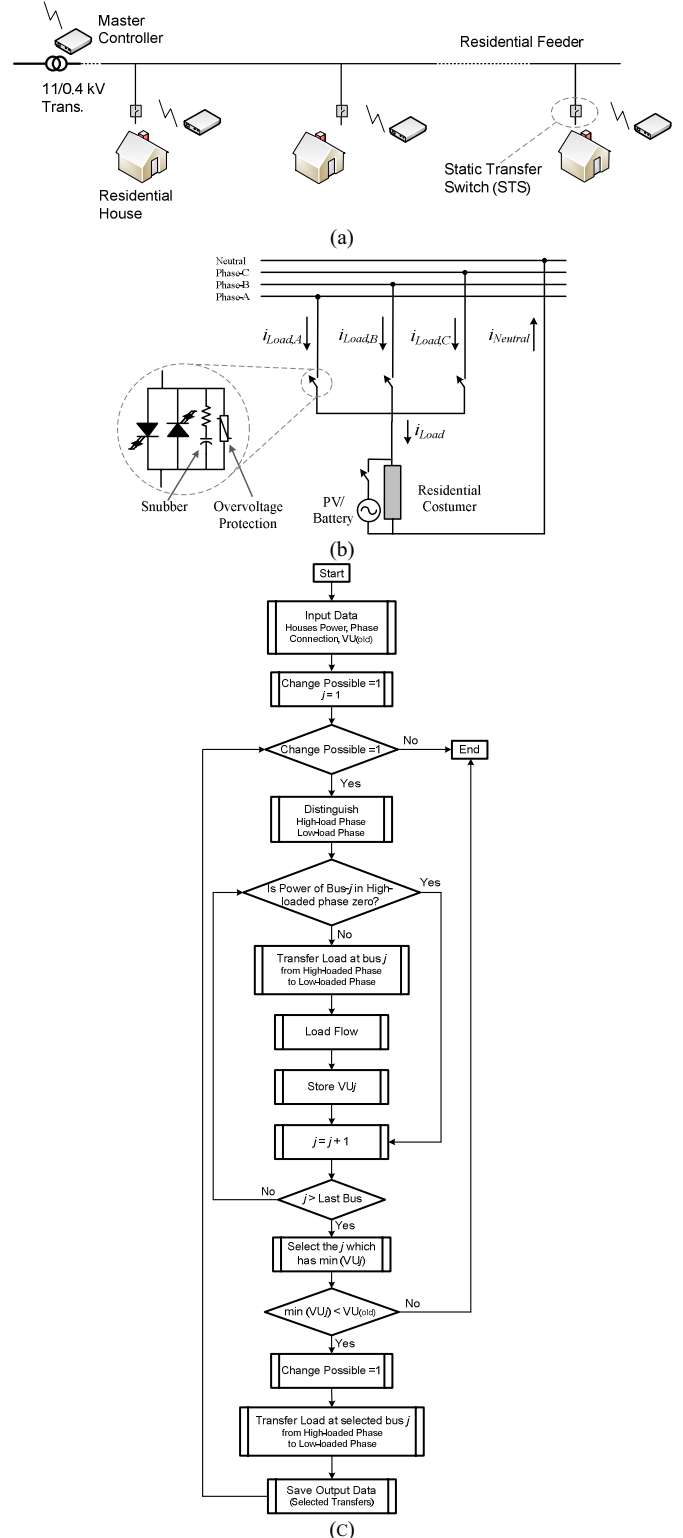 Master
Controller
Residential Feeder
11/0.4 kV
Trans.
Residential
House
Static Transfer
Switch (STS)
(a)
Neutral
Phase-C
Phase-B
Phase-A
iLoad,A
iLoad,B
iLoad,C
iNeutral
iLoad
Snubber
Overvoltage
Protection
PV/
Battery
Residential
Costumer
(b)
Start
Input Data
Houses Power, Phase
Connection, VU(old)
Change Possible =1
j = 1
Change Possible =1
No
End
Yes
Distinguish
High-load Phase
Low-load Phase
Is Power of Bus-j in High-
loaded phase zero?
Yes
No
Transfer Load at bus j
from High-loaded Phase
to Low-loaded Phase
Load Flow
Store VUj
j = j + 1
No
j > Last Bus
Yes
Select the j which
has min (VUj)
min (VUj) < VU(old)
No
Yes
Change Possible =1
Transfer Load at selected bus j
from High-loaded Phase
to Low-loaded Phase
Save Output Data
(Selected Transfers)
(C)